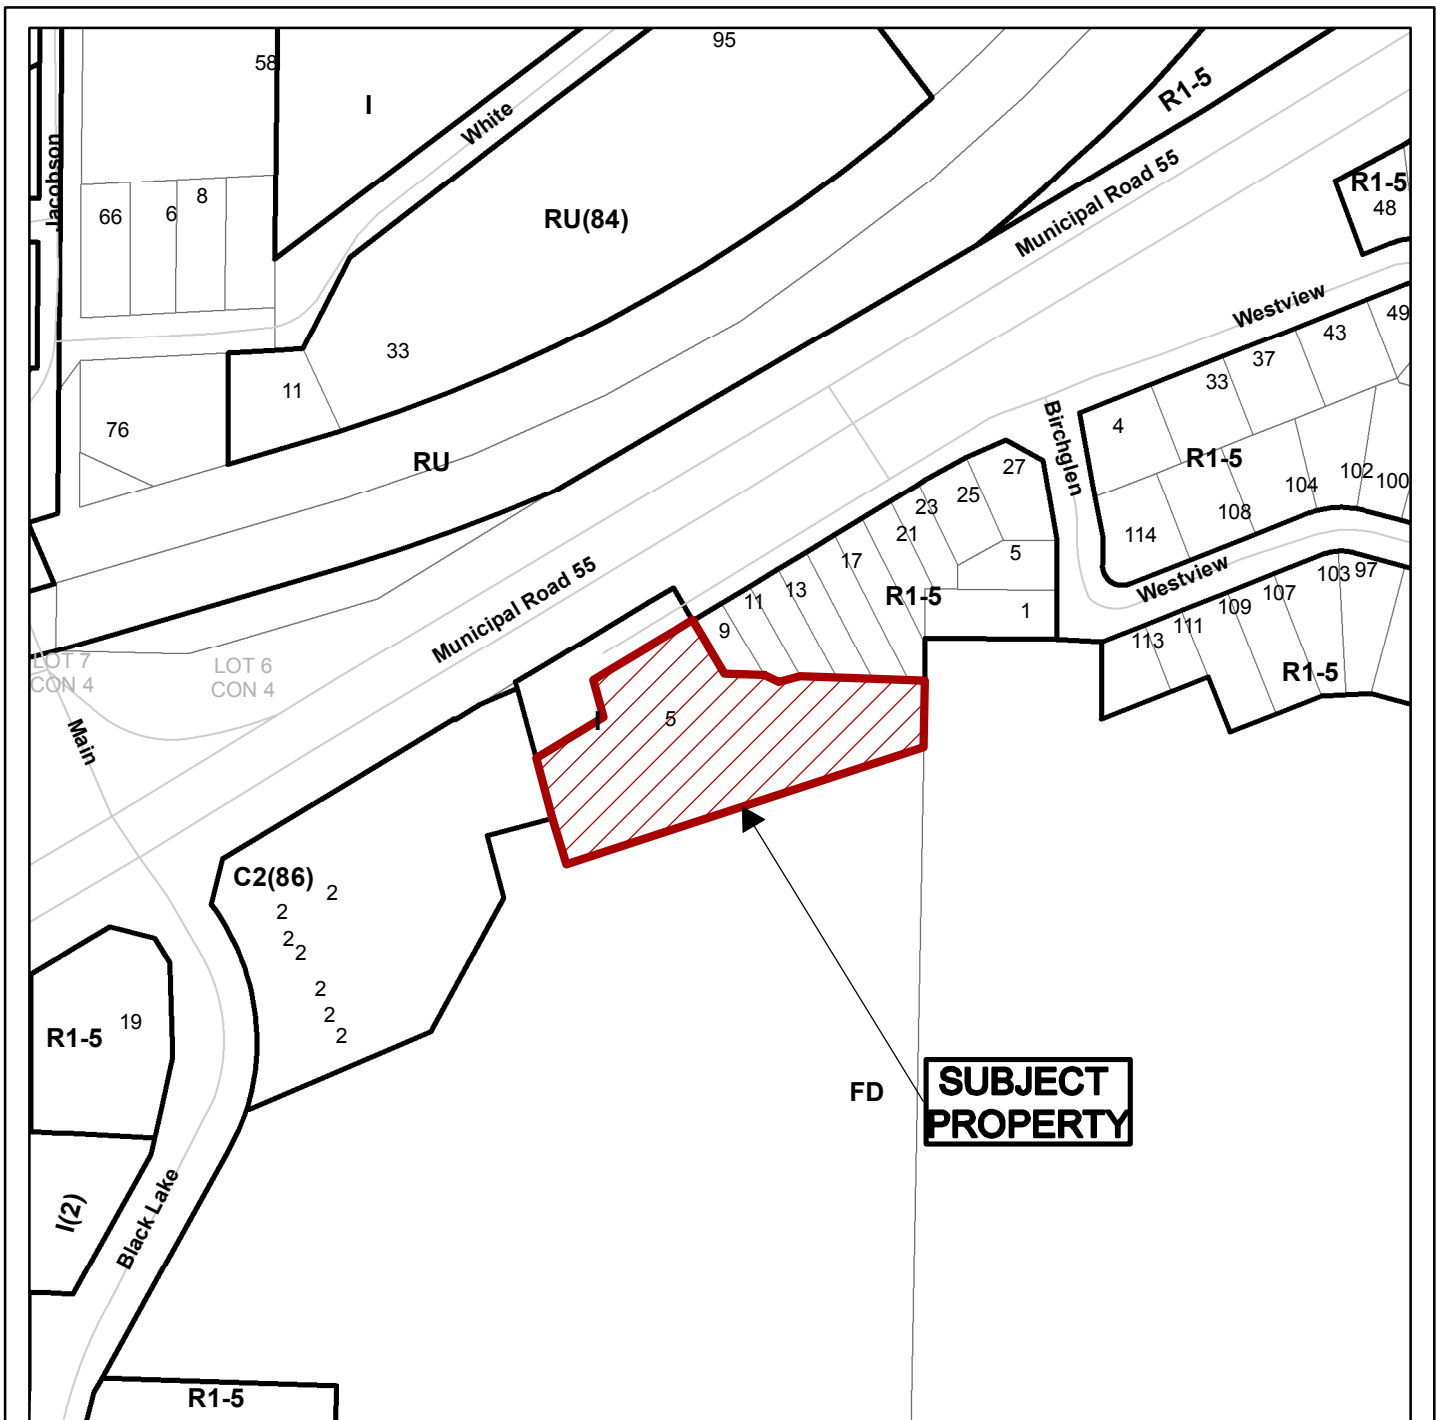 95
58
I
White
R1-5
Jacobson
66
6
8
RU(84)
Municipal Road 55
R1-5
48
Westview
49
43
37
33
33
11
4
Birchglen
76
RU
R1-5
27
25
23
21
102
100
104
108
114
17
5
Municipal Road 55
13
11
R1-5
1
9
Westview
103
97
107
109
111
113
R1-5
LOT 7
CON 4
LOT 6
CON 4
Main
I
5
C2(86)
2
2
2
2
2
2
2
R1-5
19
FD
SUBJECT
PROPERTY
I(2)
Black Lake
R1-5